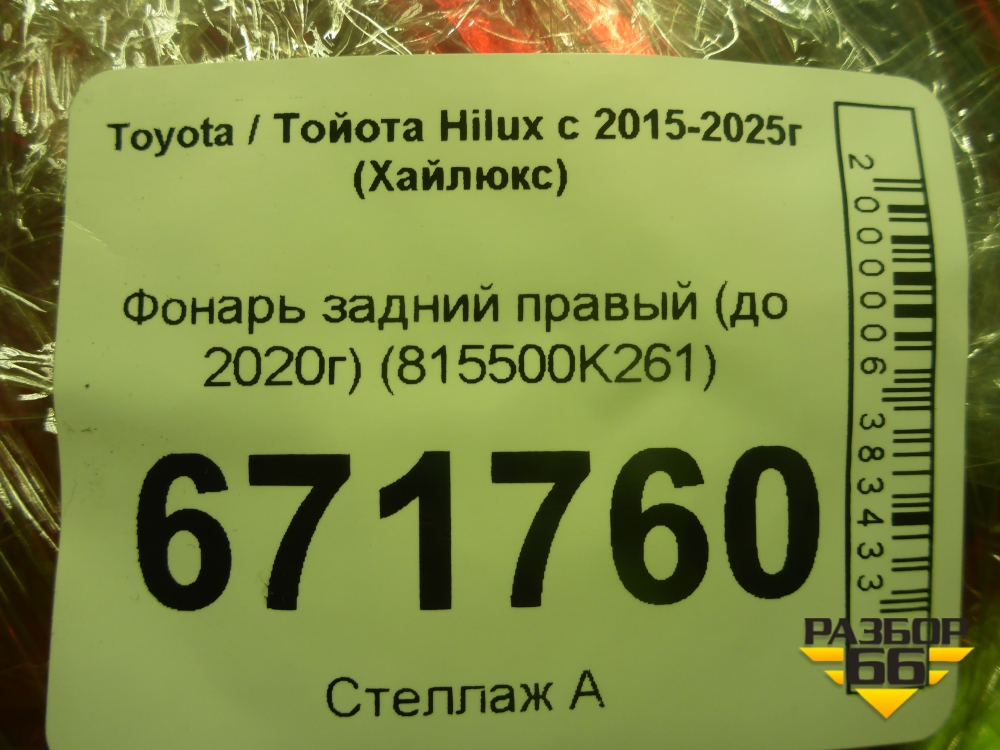 Toyota / Тойота Hilux с 2015-2025г
(Хайлюкс)
Фонарь задний правый (до
2020г) (815500K261)
671760
Стеллаж А
2000006383433
РАЗБОР
66